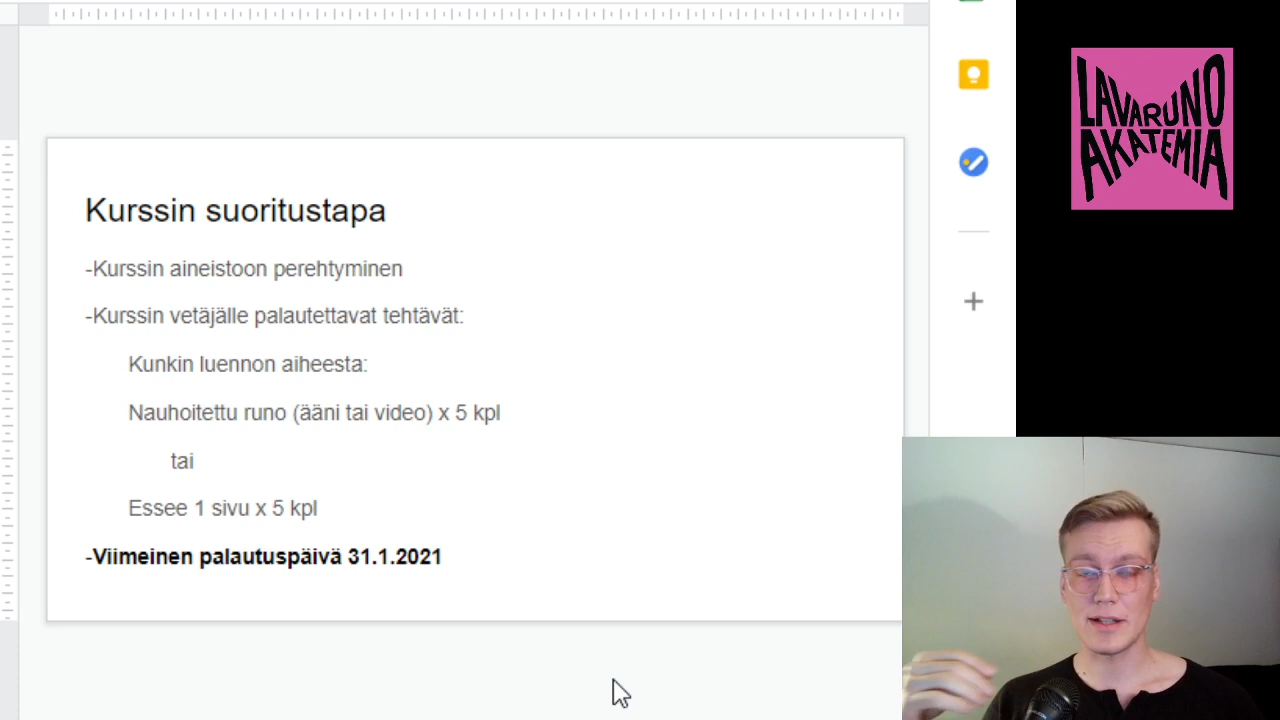 LAVARUNO
AKATEMIA
Kurssin suoritustapa
-Kurssin aineistoon perehtyminen
-Kurssin vetäjälle palautettavat tehtävät:
Kunkin luennon aiheesta:
Nauhoitettu runo (ääni tai video) x 5 kpl
tai
Essee 1 sivu x 5 kpl
-Viimeinen palautuspäivä 31.1.2021